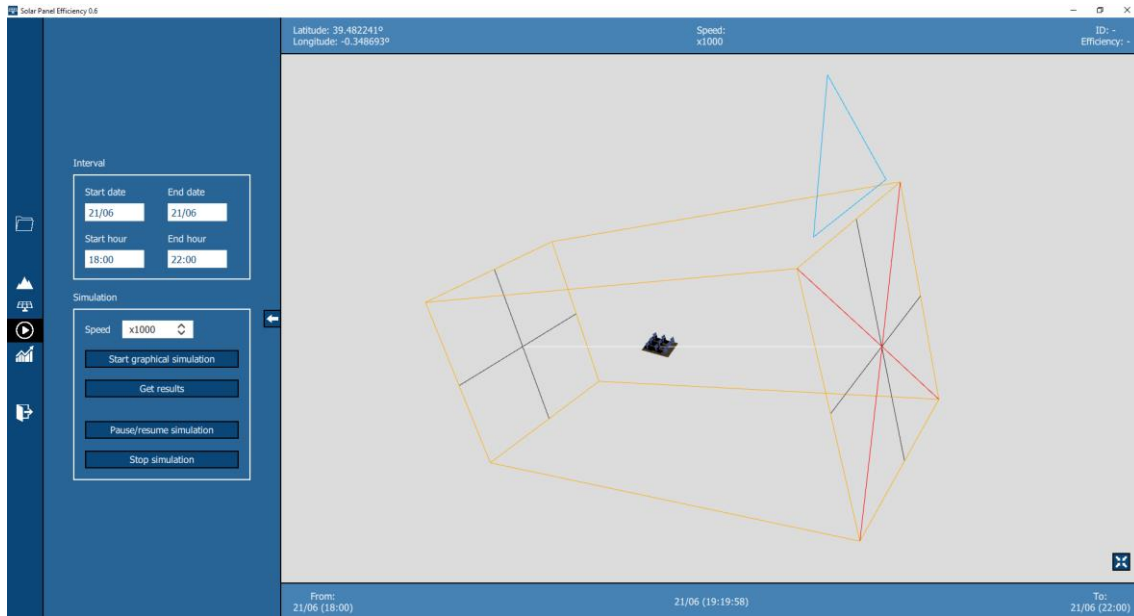 Solar Panel Efficiency 0.6
Latitude: 39.482241º
Longitude: -0.348693º
Speed:
x1000
ID: -
Efficiency: -
Interval
Start date End date
21/06 21/06
Start hour End hour
18:00 22:00
Simulation
Speed x1000
Start graphical simulation
Get results
Pause/resume simulation
Stop simulation
From:
21/06 (18:00)
21/06 (19:19:58)
To:
21/06 (22:00)